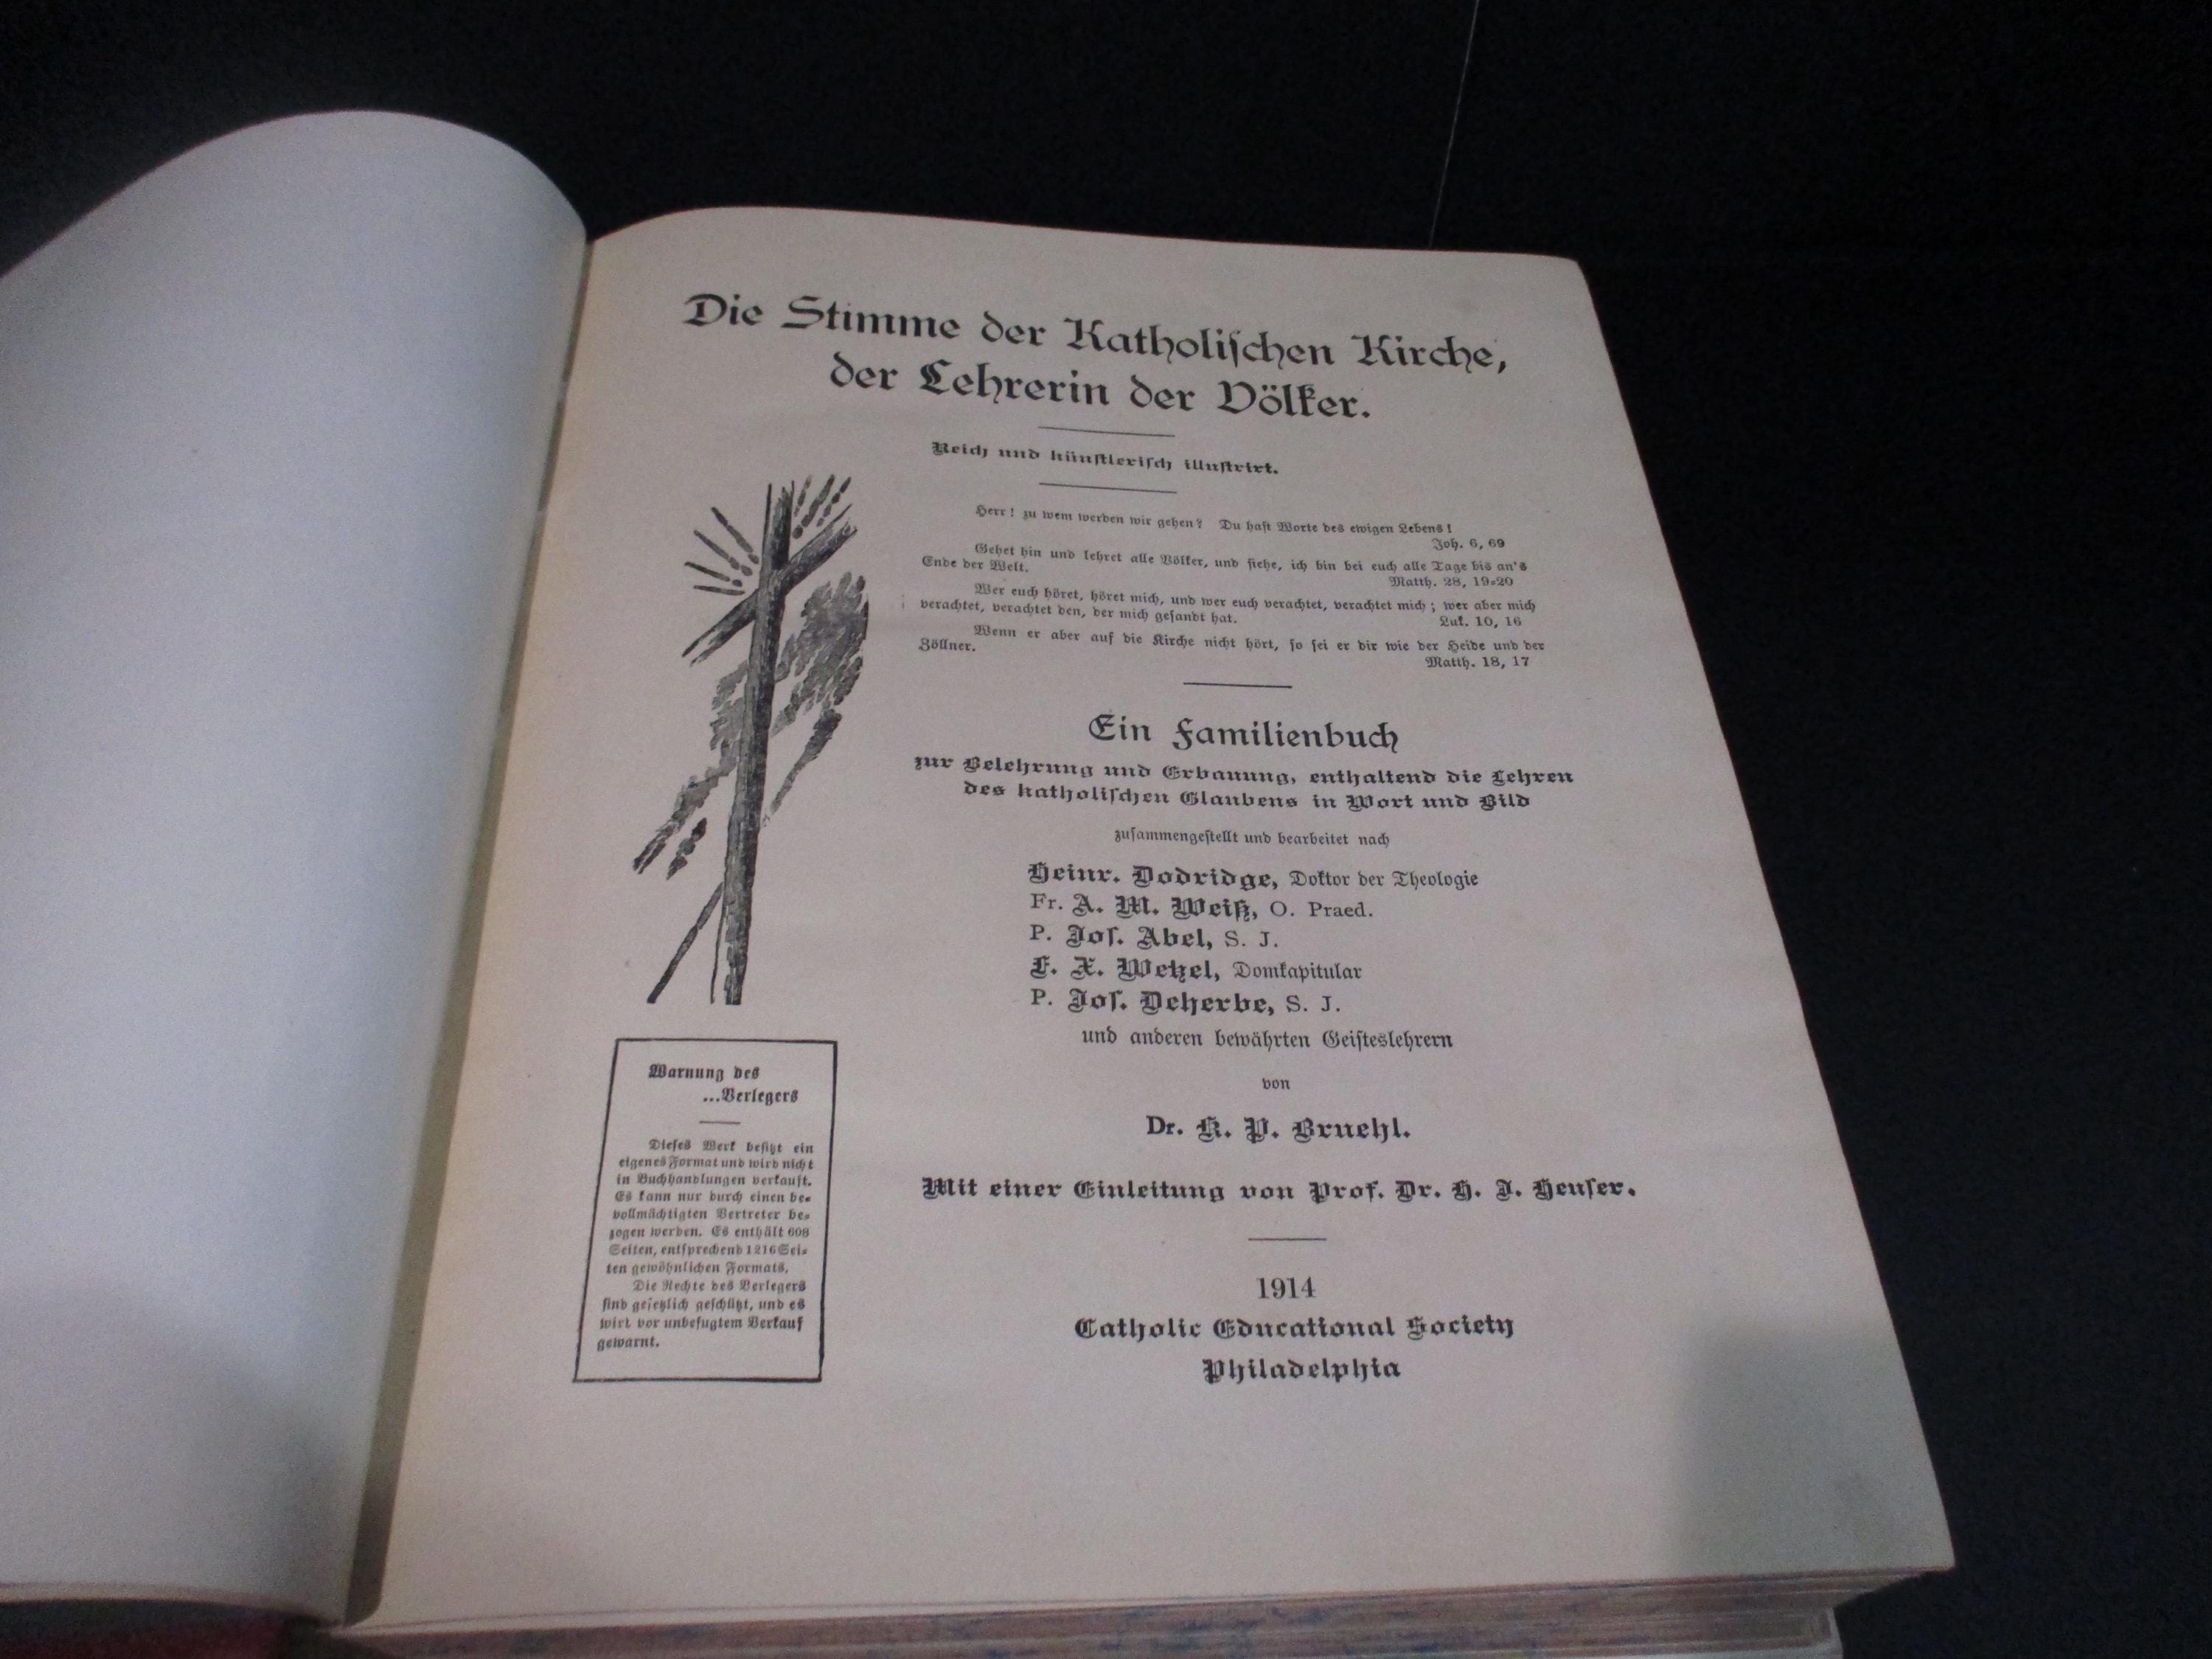 Die Stimme der Katholischen Kirche,
der Lehrerin der Völker.
Reich und künstlerisch illustrirt.
Herr! zu wem werden wir gehen? Du hast Worte des ewigen Lebens!
Joh. 6, 69
Gehet hin und lehret alle Völker, und siehe, ich bin bei euch alle Tage bis an's
Ende der Welt.
Matth. 28, 19-20
Wer euch höret, höret mich, und wer euch verachtet, verachtet mich; wer aber mich
verachtet, verachtet den, der mich gesandt hat.
Luk. 10, 16
Wenn er aber auf die Kirche nicht hört, so sei er dir wie der Heide und der
Zöllner.
Matth. 18, 17
Ein Familienbuch
zur Belehrung und Erbauung, enthaltend die Lehren
des katholischen Glaubens in Wort und Bild
zusammengestellt und bearbeitet nach
Heinr. Dodridge, Doktor der Theologie
Fr. A. M. Weiß, O. Praed.
P. Jos. Abel, S. J.
F. X. Wetzel, Domkapitular
P. Jos. Deherbe, S. J.
und anderen bewährten Geisteslehrern
von
Dr. K. P. Bruehl.
Mit einer Einleitung von Prof. Dr. H. J. Heuser.
1914
Catholic Educational Society
Philadelphia
Warnung des
...Verlegers
Dieses Werk besitzt ein
eigenes Format und wird nicht
in Buchhandlungen verkauft.
Es kann nur durch einen be-
vollmächtigten Vertreter be-
zogen werden. Es enthält 608
Seiten, entsprechend 1216 Sei-
ten gewöhnlichen Formats.
Die Rechte des Verlegers
sind gesetzlich geschützt, und es
wirt vor unbefugtem Verkauf
gewarnt.